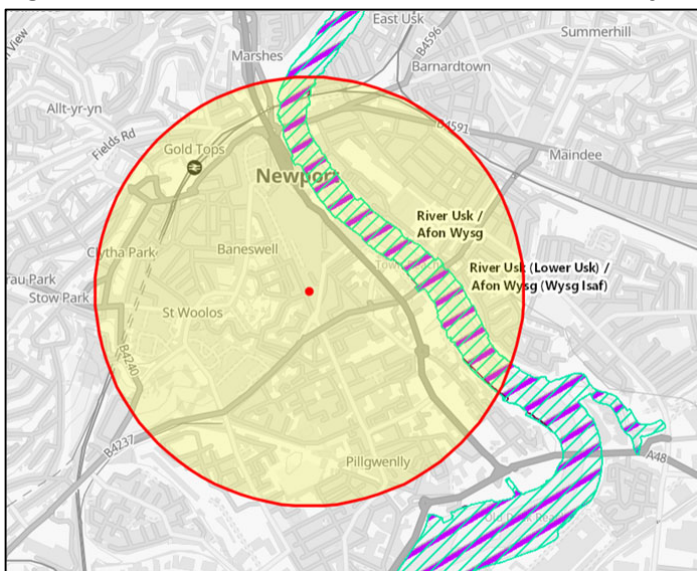 East Usk
Summerhill
B4596
Marshes
Barnardtown
Allt-yr-yn
Fields Rd
B4591
Gold Tops
Maindee
Newport
River Usk /
Afon Wysg
Clytha Park
Baneswell
River Usk (Lower Usk) /
Afon Wysg (Wysg Isaf)
Stow Park
St Woolos
B4240
B4237
Pillgwenlly
A48